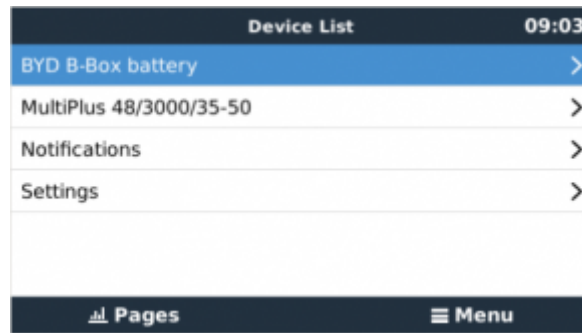 Device List 09:03
BYD B-Box battery
MultiPlus 48/3000/35-50
Notifications
Settings
Pages Menu